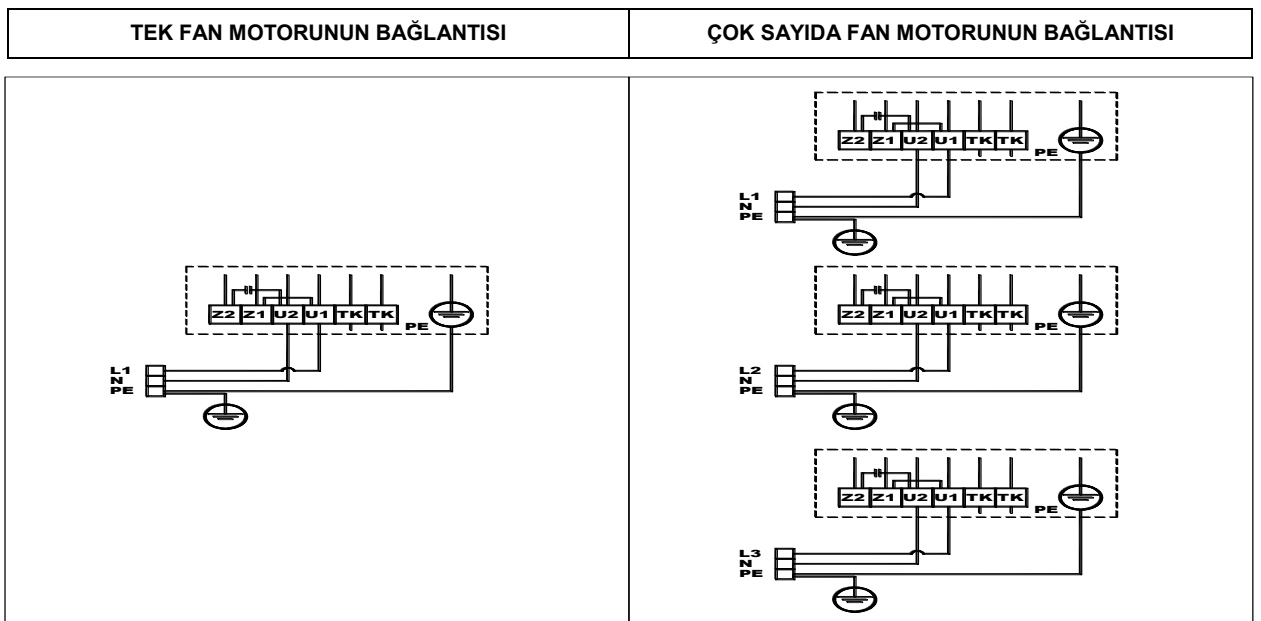 TEK FAN MOTORUNUN BAĞLANTISI
ÇOK SAYIDA FAN MOTORUNUN BAĞLANTISI
Z2 Z1 U2 U1 TK TK
PE
L1
N
PE
Z2 Z1 U2 U1 TK TK
PE
L1
N
PE
Z2 Z1 U2 U1 TK TK
PE
L2
N
PE
Z2 Z1 U2 U1 TK TK
PE
L3
N
PE